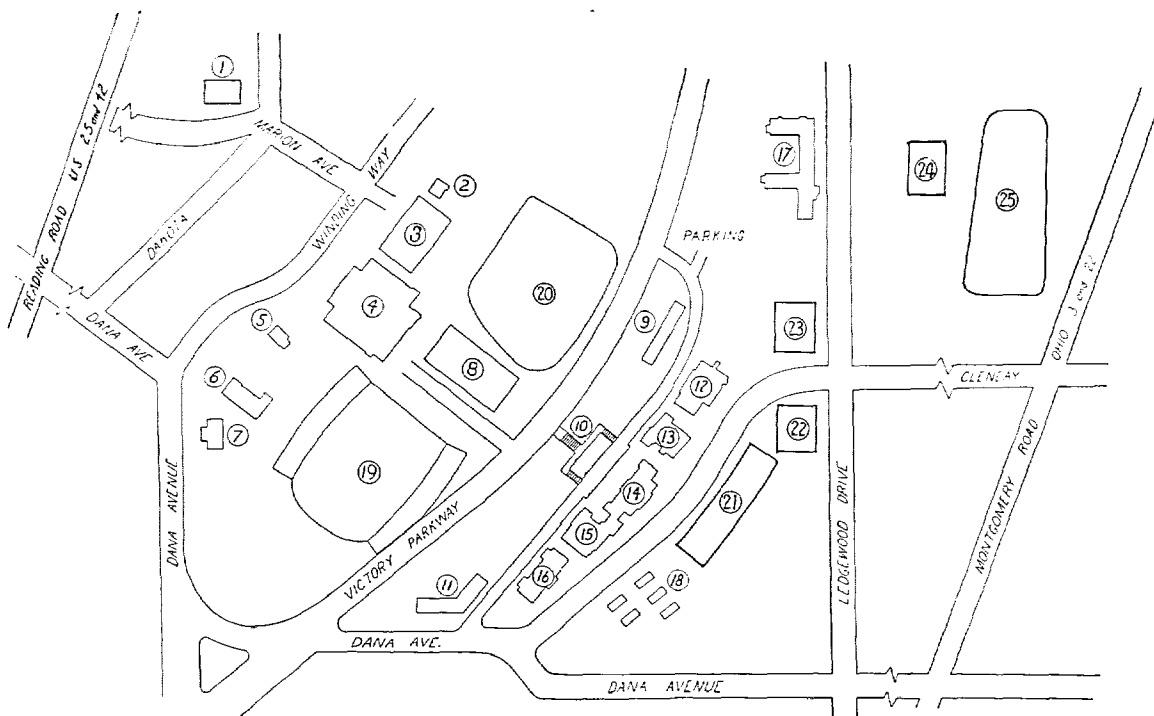 1
READING ROAD US 25 and 42
MARION AVE
WINDING WAY
DAKOTA
DANA AVE
2
3
4
5
6
7
8
20
9
PARKING
17
24
25
OHIO 3 and 22
23
12
13
10
14
15
16
22
21
CLENEAY
19
VICTORY PARKWAY
11
18
DANA AVENUE
DANA AVE.
DANA AVENUE
LEDGEWOOD DRIVE
MONTGOMERY ROAD